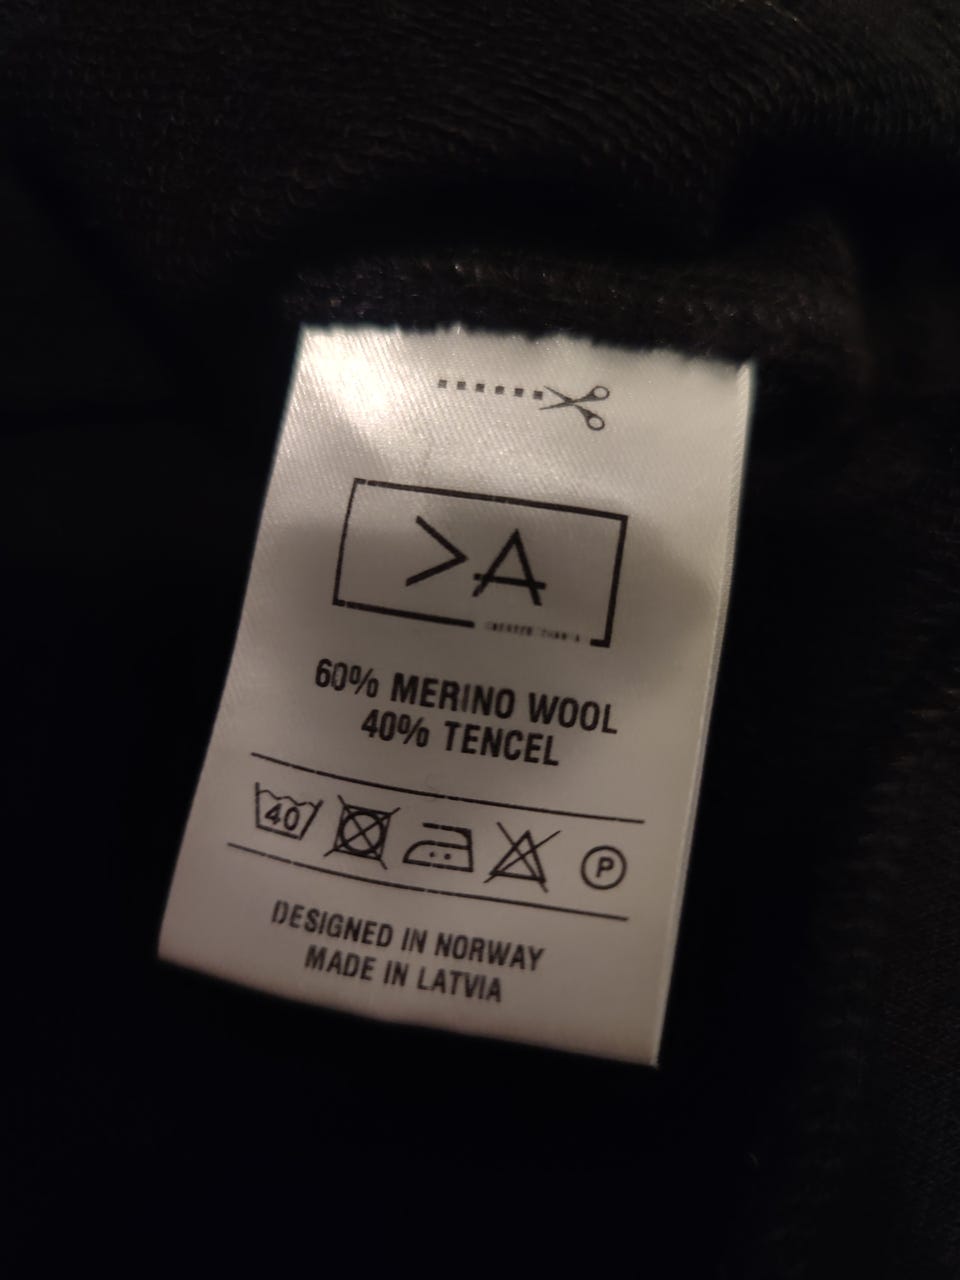 >A
60% MERINO WOOL
40% TENCEL
40
P
DESIGNED IN NORWAY
MADE IN LATVIA